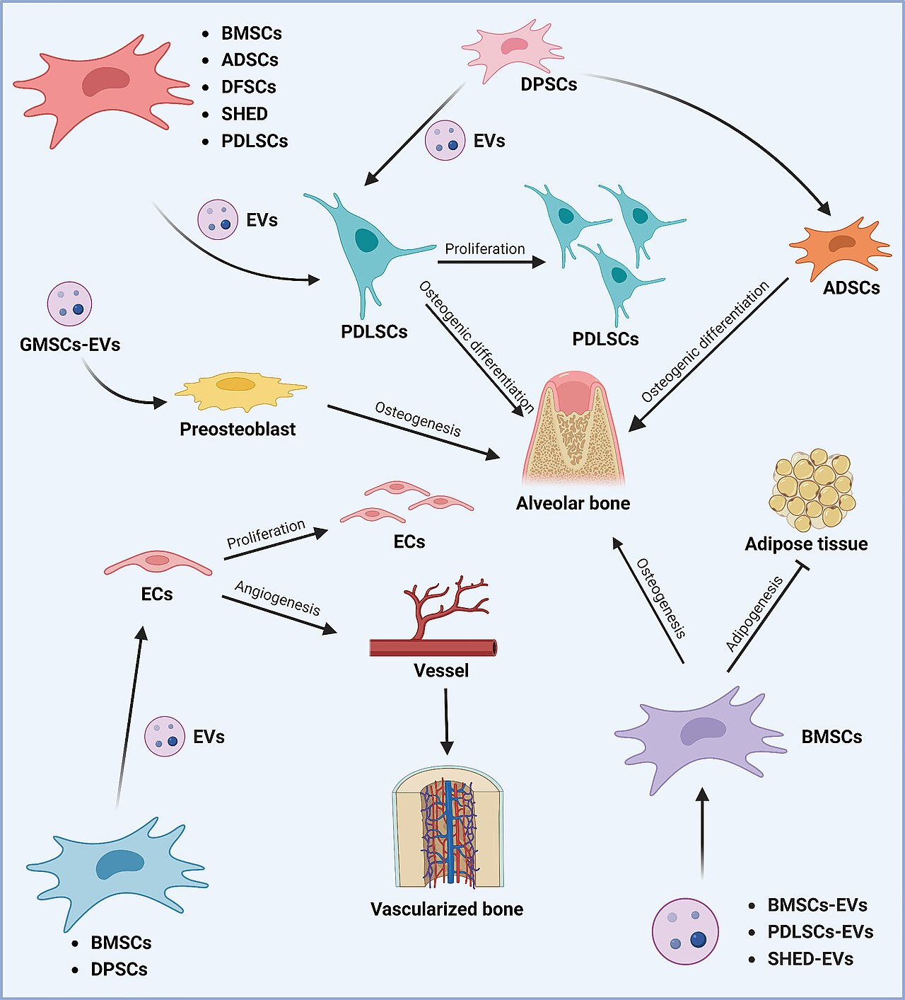 • BMSCs
• ADSCs
• DFSCs
• SHED
• PDLSCs
DPSCs
EVs
EVs
Proliferation
PDLSCs
PDLSCs
ADSCs
Osteogenic differentiation
Osteogenic differentiation
GMSCs-EVs
Preosteoblast
Osteogenesis
Alveolar bone
Adipose tissue
ECs
Proliferation
ECs
Angiogenesis
Vessel
Osteogenesis
Adipogenesis
EVs
BMSCs
Vascularized bone
• BMSCs
• DPSCs
• BMSCs-EVs
• PDLSCs-EVs
• SHED-EVs